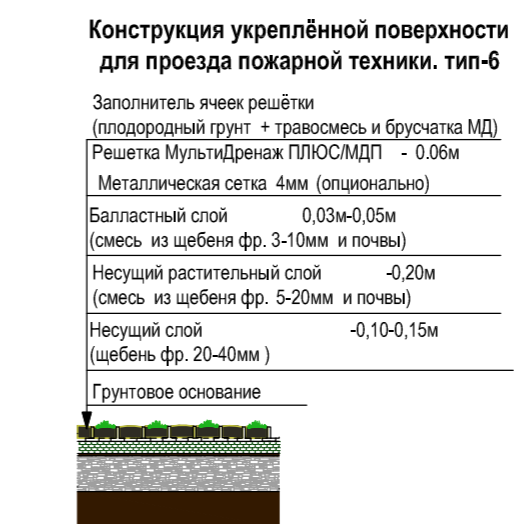 Конструкция укреплённой поверхности
для проезда пожарной техники. тип-6
Заполнитель ячеек решётки
(плодородный грунт + травосмесь и брусчатка МД)
Решетка МультиДренаж ПЛЮС/МДП - 0.06м
Металлическая сетка 4мм (опционально)
Балластный слой 0,03м-0,05м
(смесь из щебеня фр. 3-10мм и почвы)
Несущий растительный слой -0,20м
(смесь из щебеня фр. 5-20мм и почвы)
Несущий слой -0,10-0,15м
(щебень фр. 20-40мм )
Грунтовое основание